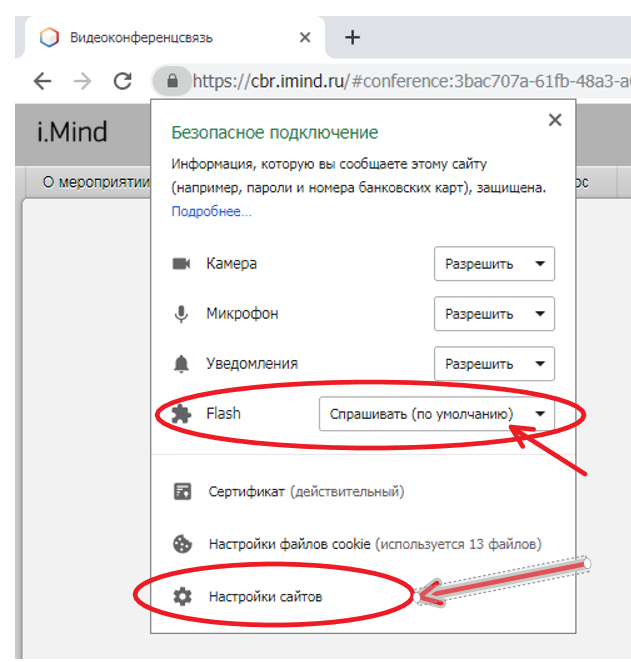 Видеоконференцсвязь
https://cbr.imind.ru/#conference:3bac707a-61fb-48a3-a
i.Mind
Безопасное подключение
Информация, которую вы сообщаете этому сайту
О мероприятии
(например, пароли и номера банковских карт), защищена.
ос
Подробнее...
Камера Разрешить
Микрофон Разрешить
Уведомления Разрешить
Flash Спрашивать (по умолчанию)
Сертификат (действительный)
Настройки файлов cookie (используется 13 файлов)
Настройки сайтов